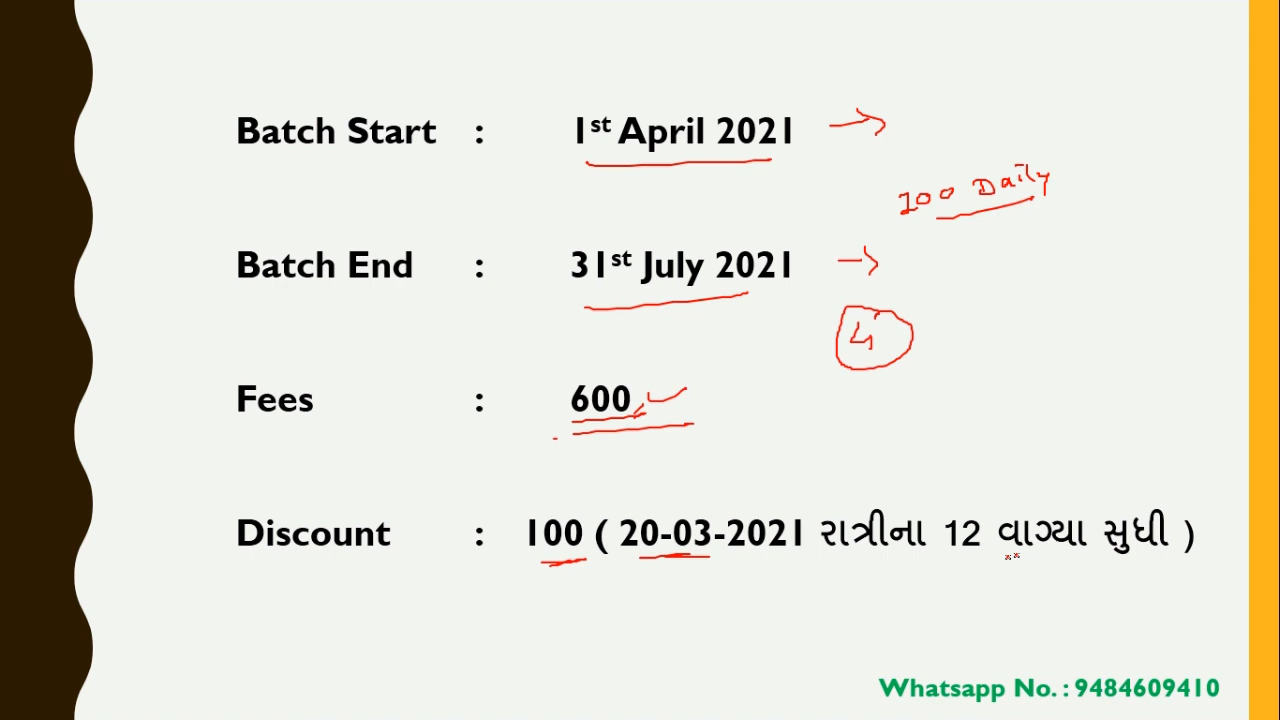 Batch Start : 1st April 2021
100 Daily
Batch End : 31st July 2021
4
Fees : 600
Discount : 100 ( 20-03-2021 રાત્રીના 12 વાગ્યા સુધી )
Whatsapp No. : 9484609410